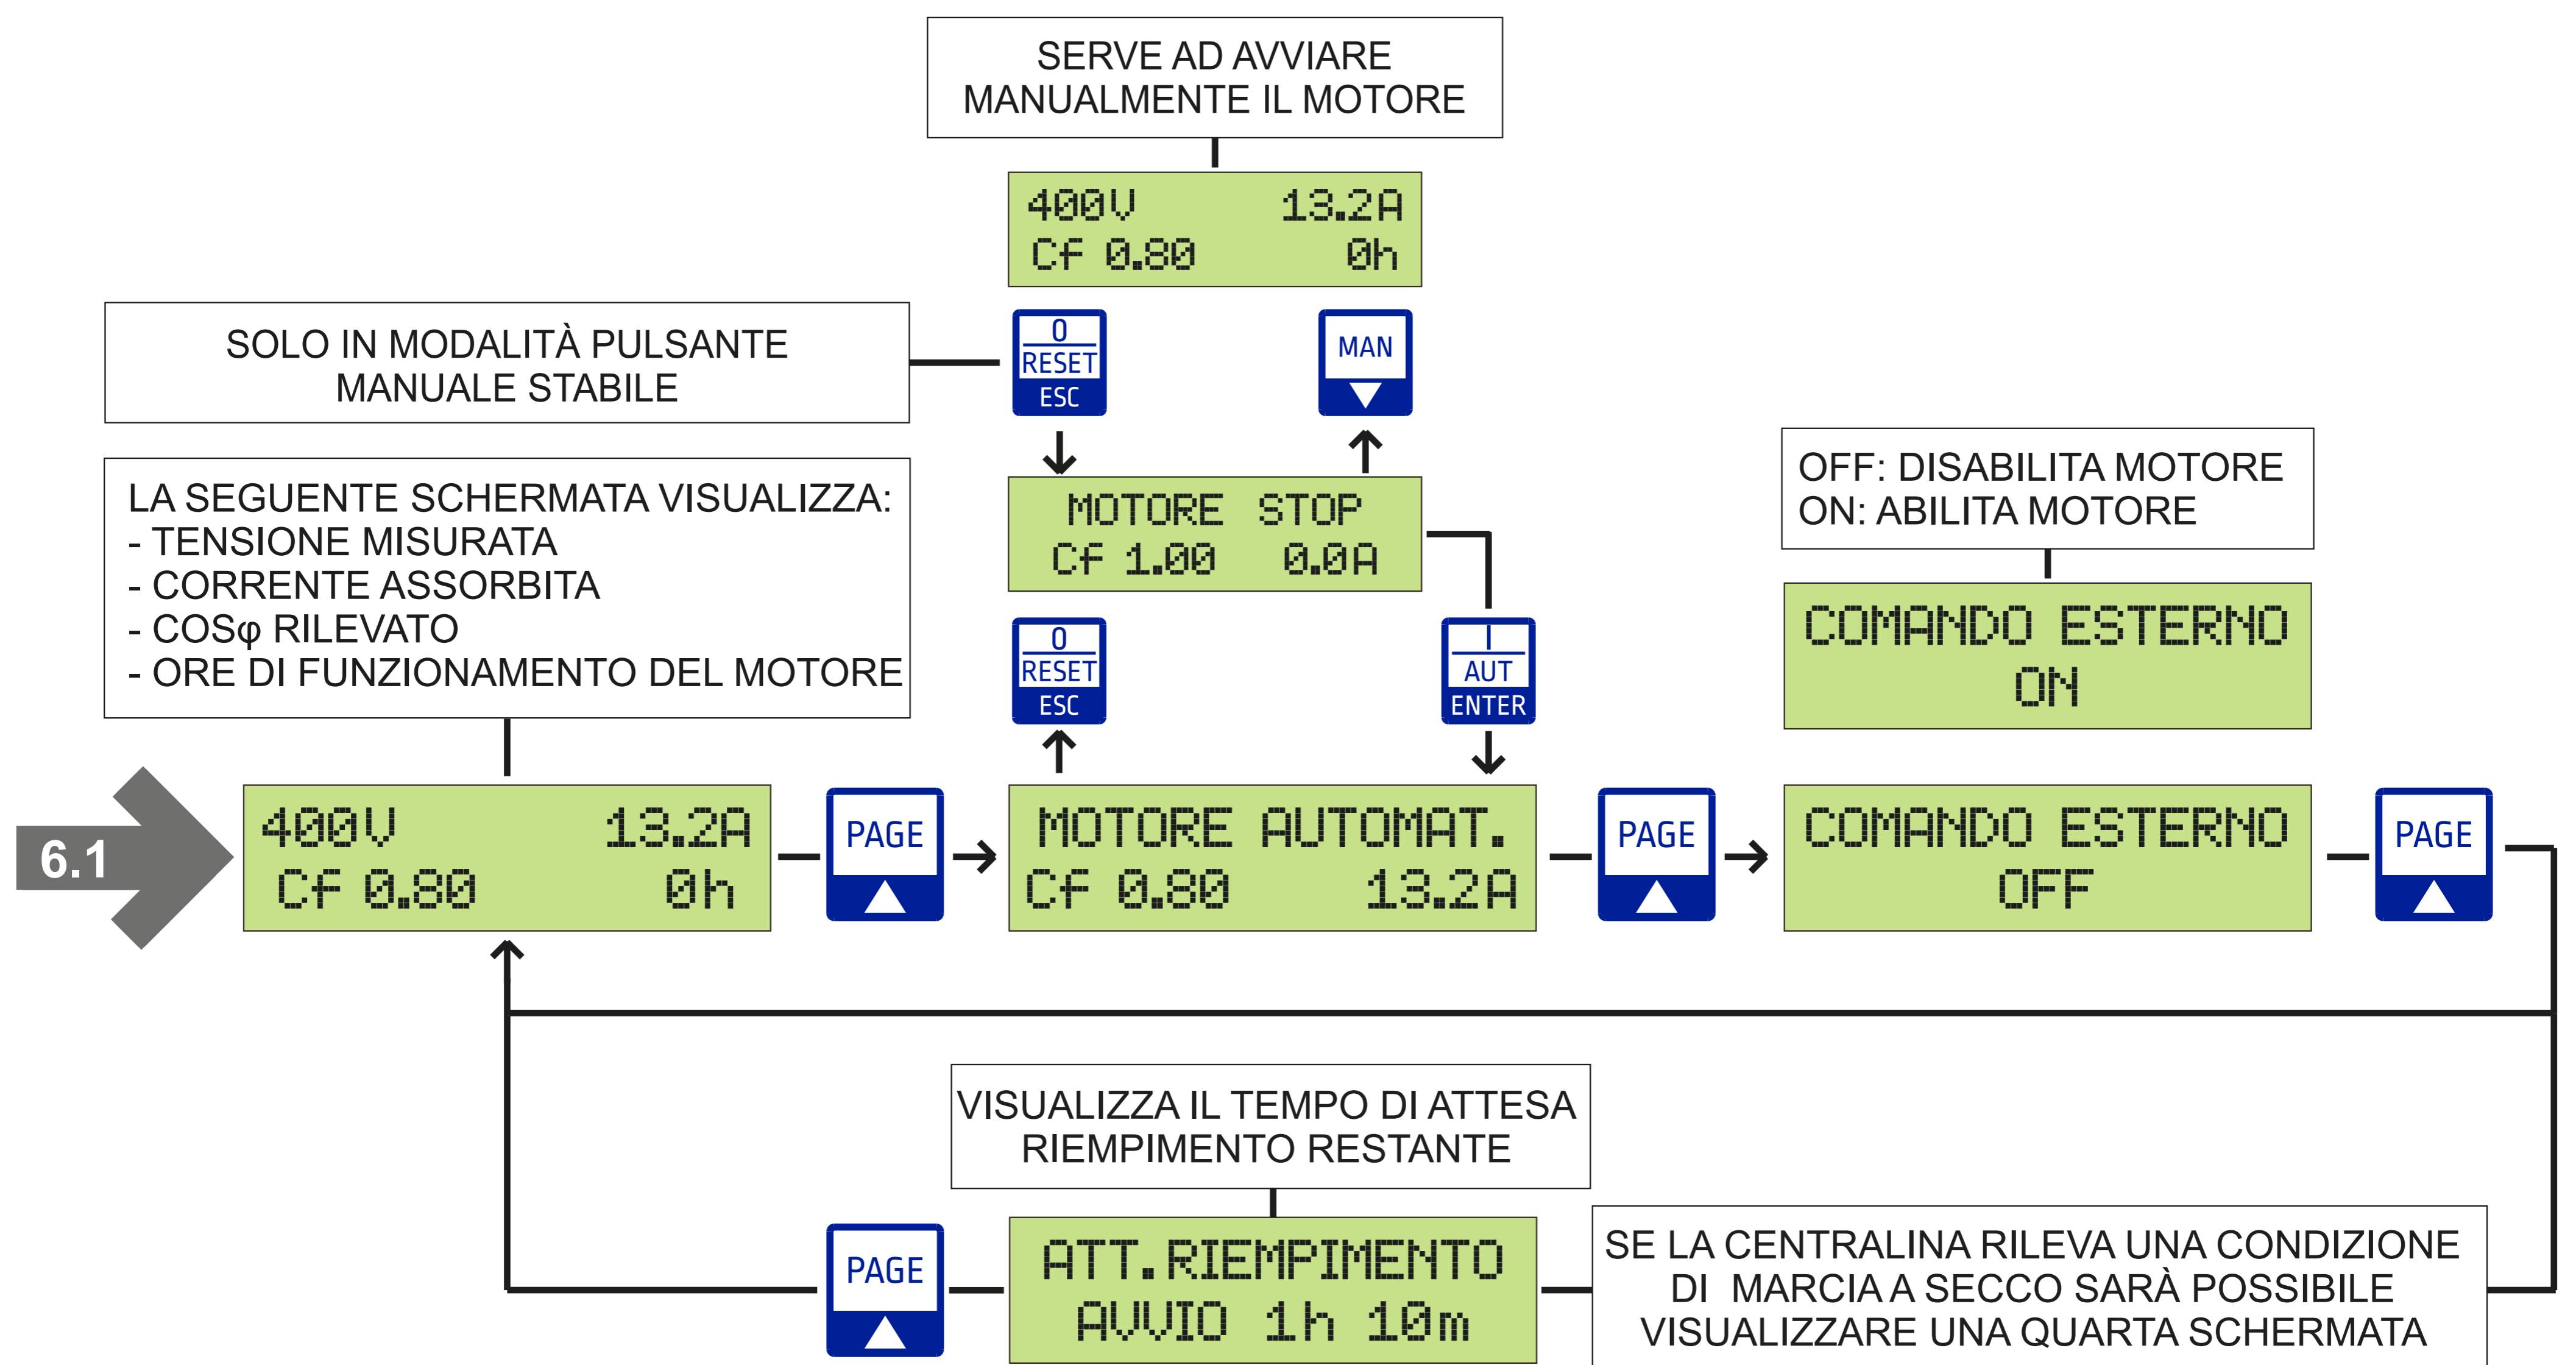 SERVE AD AVVIARE
MANUALMENTE IL MOTORE
400V 13.2A
Cf 0.80 0h
SOLO IN MODALITÀ PULSANTE
MANUALE STABILE
0
RESET
ESC
MAN
LA SEGUENTE SCHERMATA VISUALIZZA:
- TENSIONE MISURATA
- CORRENTE ASSORBITA
- COSφ RILEVATO
- ORE DI FUNZIONAMENTO DEL MOTORE
MOTORE STOP
Cf 1.00 0.0A
OFF: DISABILITA MOTORE
ON: ABILITA MOTORE
0
RESET
ESC
I
AUT
ENTER
COMANDO ESTERNO
ON
6.1
400V 13.2A
Cf 0.80 0h
PAGE
MOTORE AUTOMAT.
Cf 0.80 13.2A
PAGE
COMANDO ESTERNO
OFF
PAGE
VISUALIZZA IL TEMPO DI ATTESA
RIEMPIMENTO RESTANTE
PAGE
ATT.RIEMPIMENTO
AVVIO 1h 10m
SE LA CENTRALINA RILEVA UNA CONDIZIONE
DI MARCIA A SECCO SARÀ POSSIBILE
VISUALIZZARE UNA QUARTA SCHERMATA